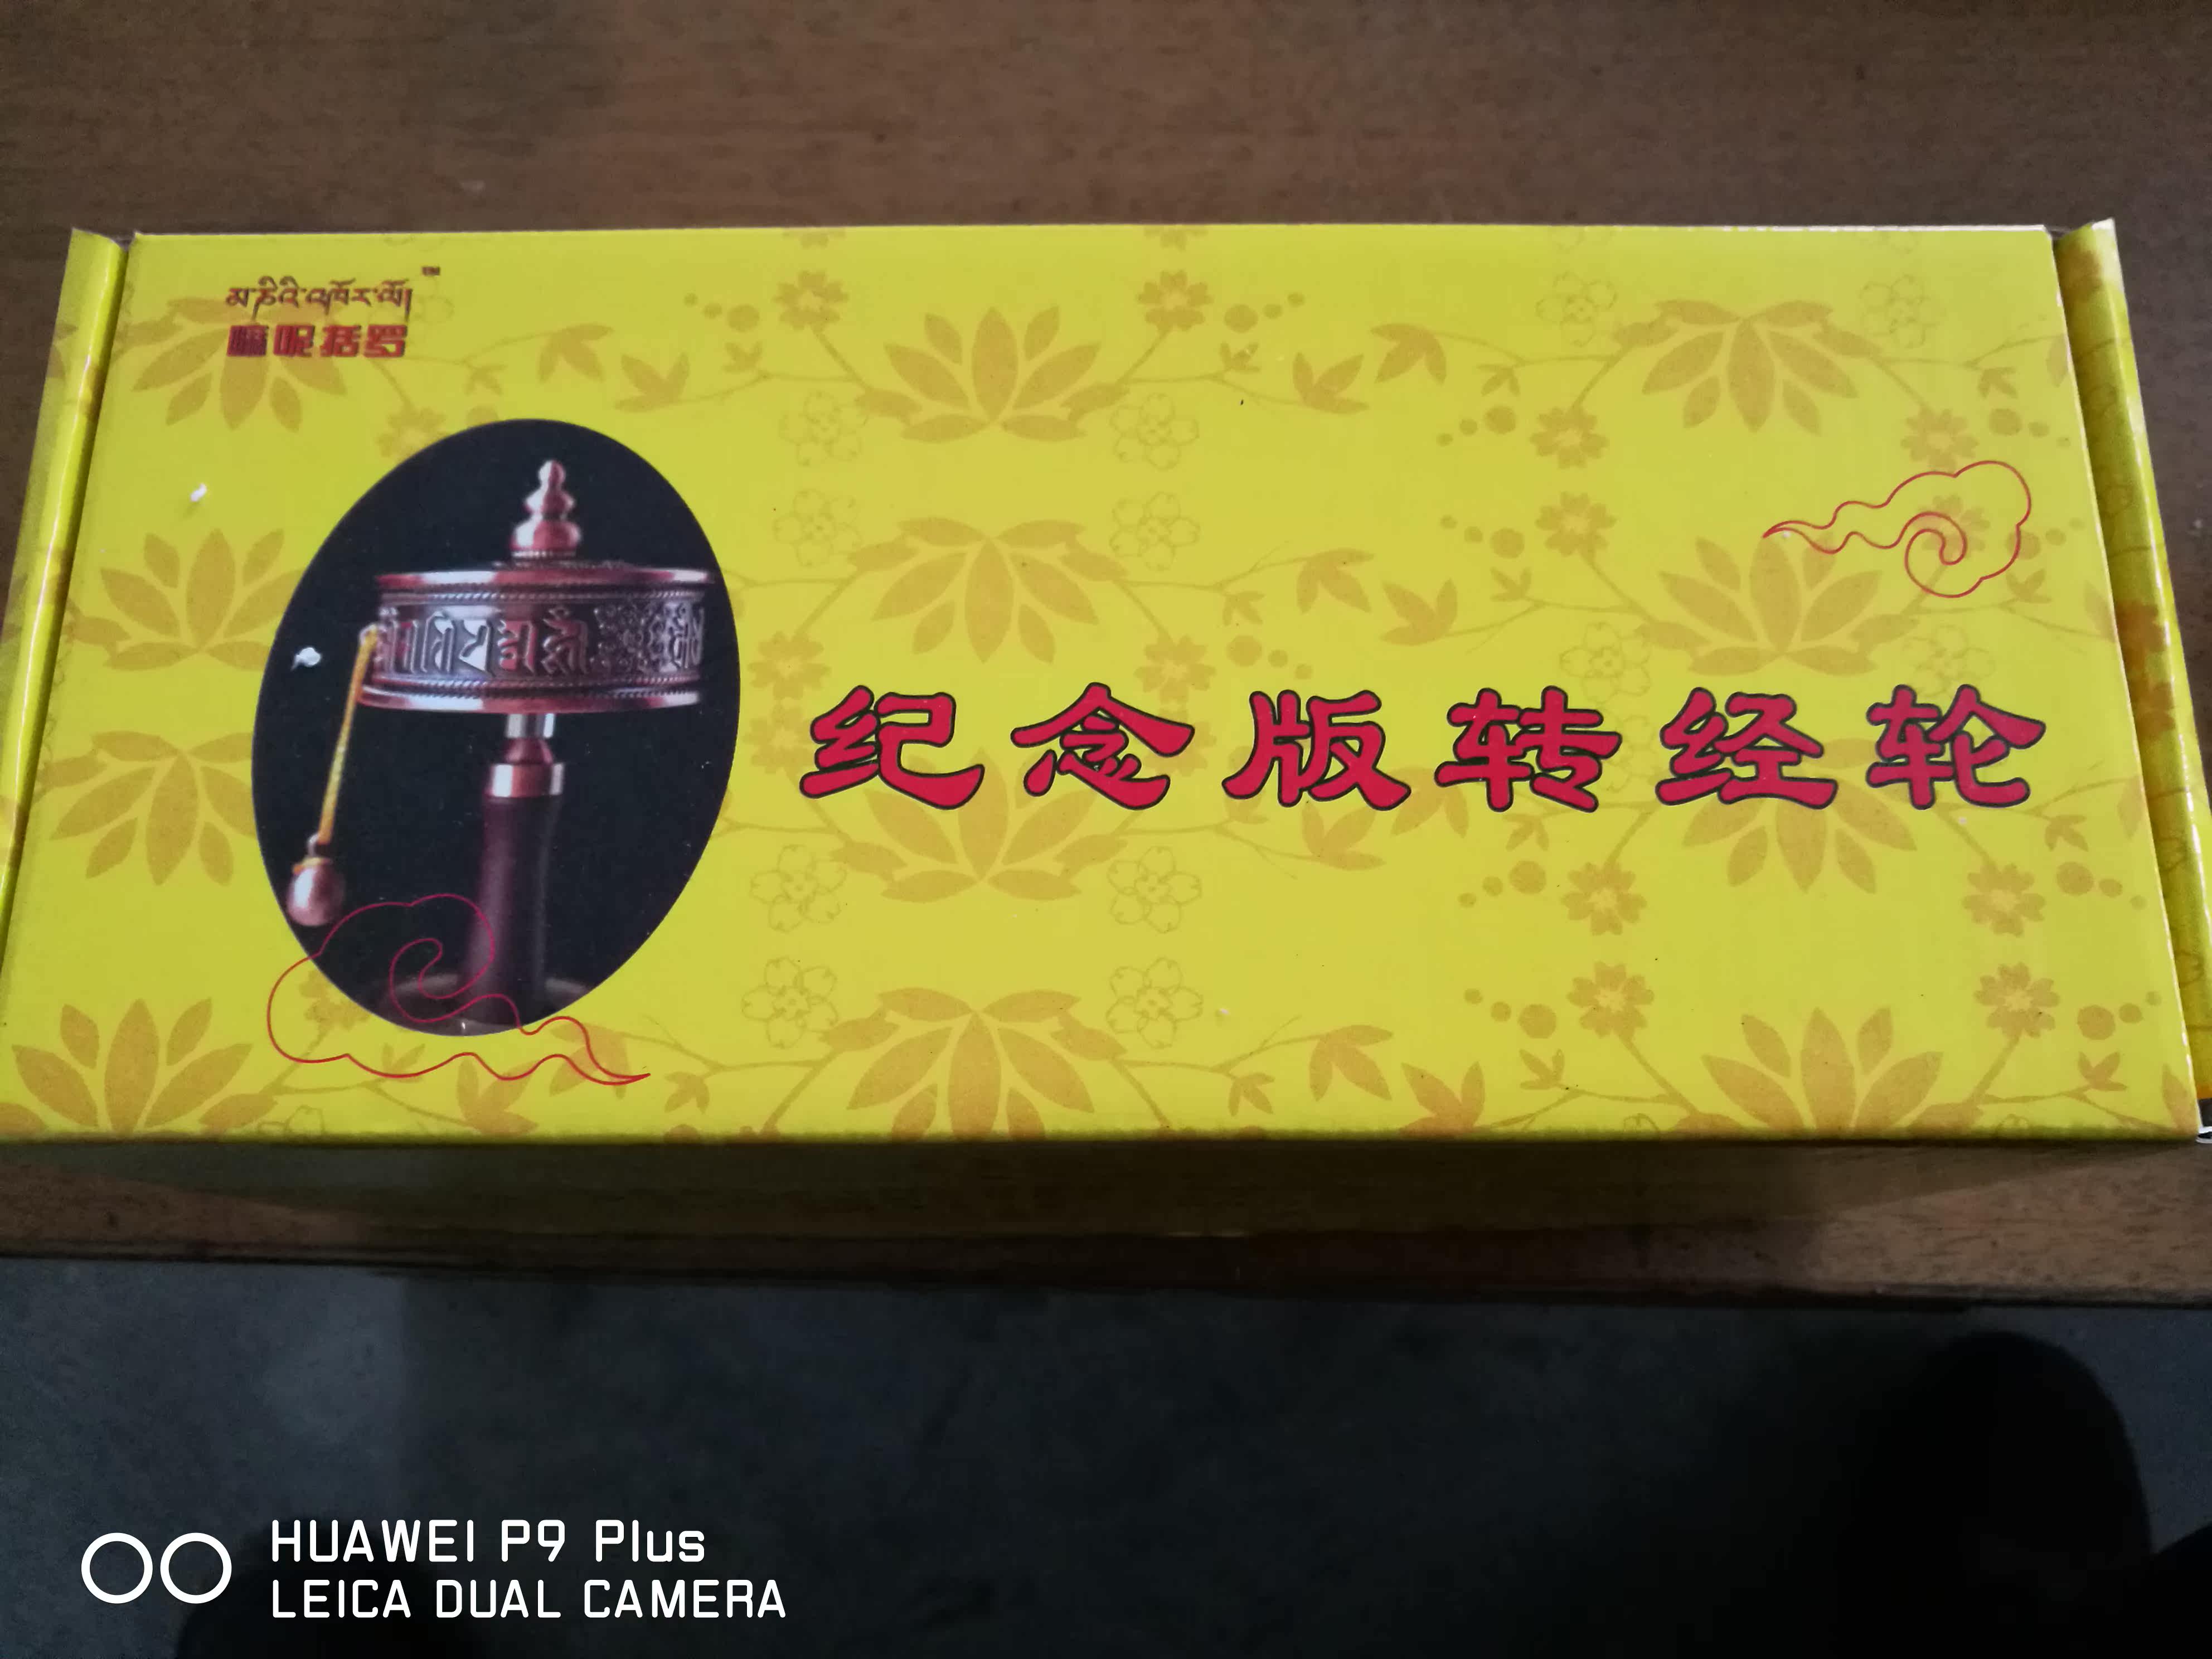 མ་ཎིའི་འཁོར་ལོ།
嘛呢括罗
纪念版转经轮
HUAWEI P9 Plus
LEICA DUAL CAMERA